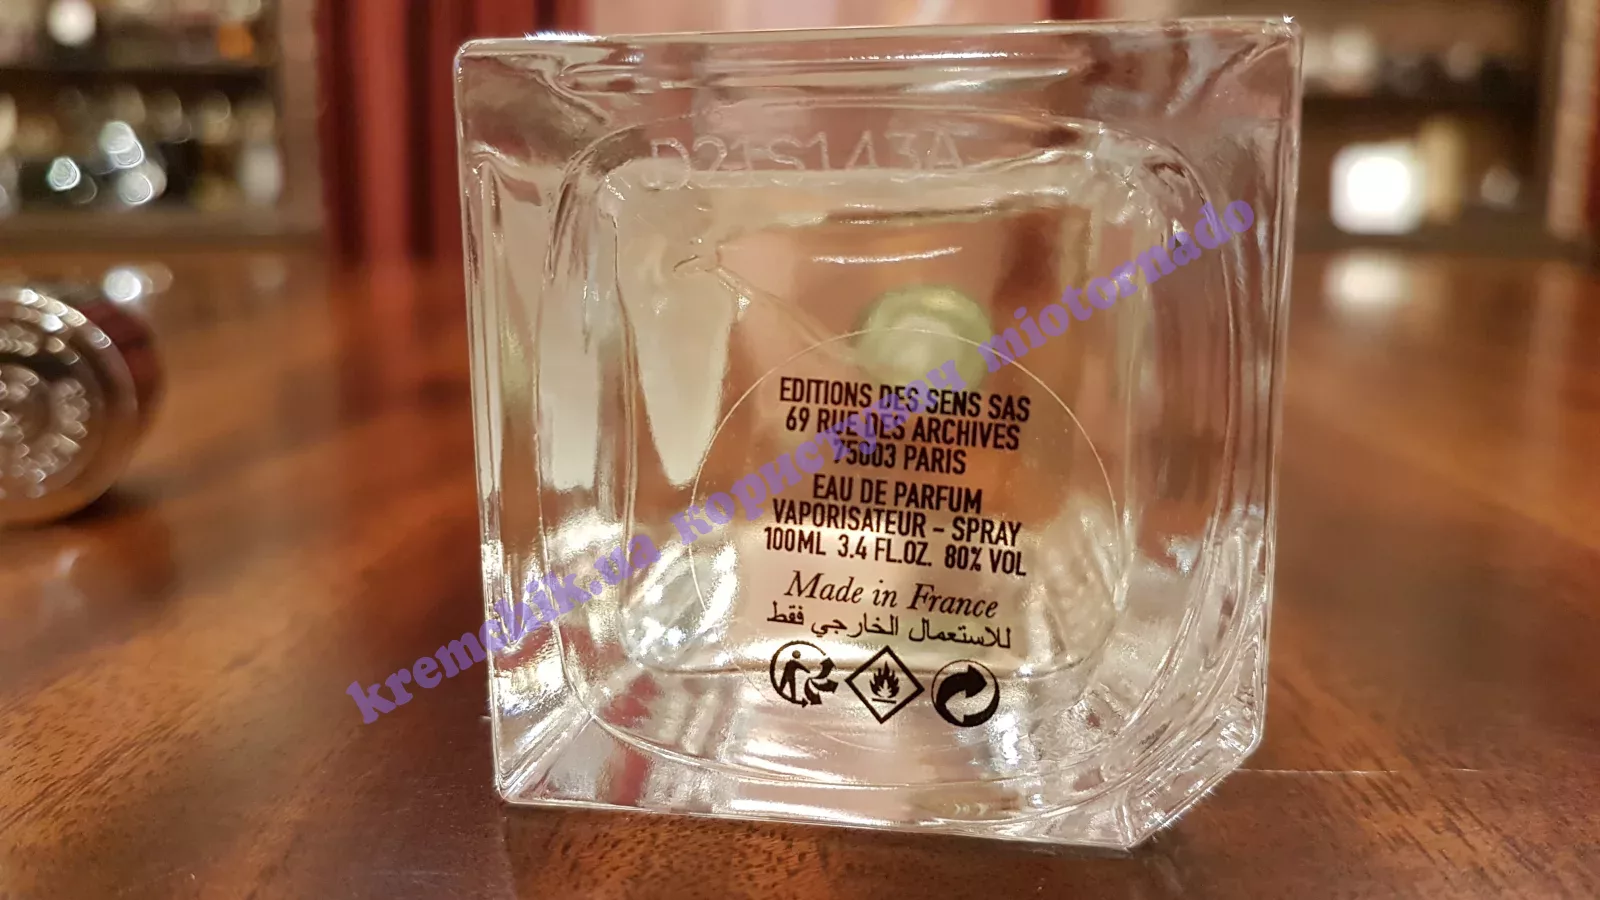 D21S143A
EDITIONS DES SENS SAS
69 RUE DES ARCHIVES
75003 PARIS
EAU DE PARFUM
VAPORISATEUR – SPRAY
100ML 3.4 FL.OZ. 80% VOL
Made in France
للاستعمال الخارجي فقط
kremchik.ua користувач miotornado